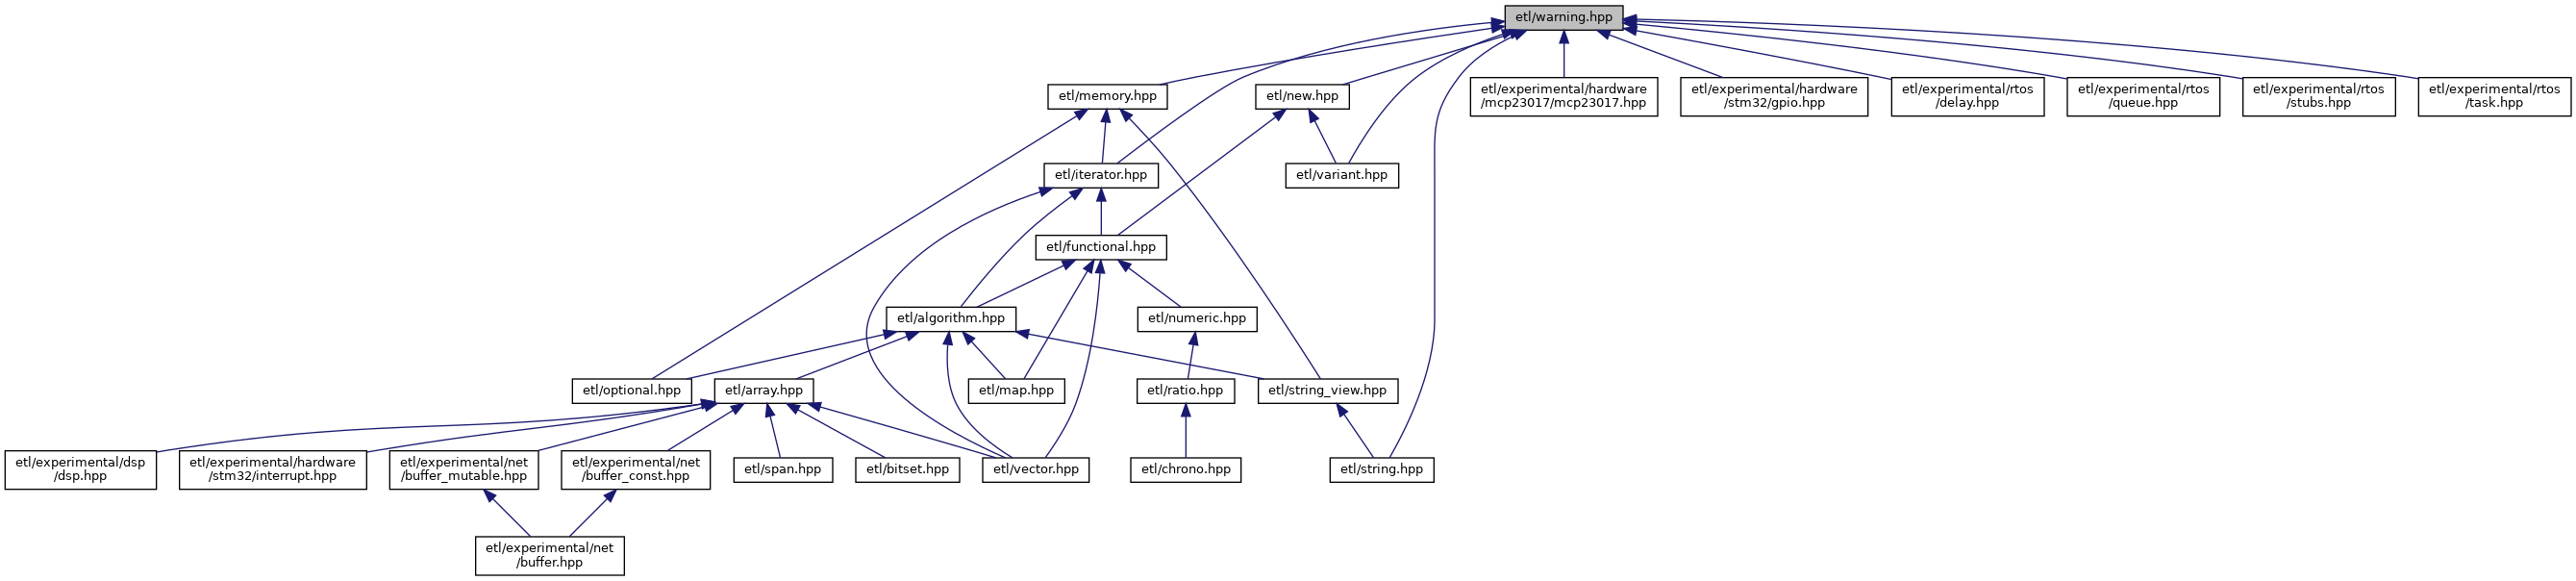 etl/warning.hpp
etl/memory.hpp
etl/new.hpp
etl/experimental/hardware
/mcp23017/mcp23017.hpp
etl/experimental/hardware
/stm32/gpio.hpp
etl/experimental/rtos
/delay.hpp
etl/experimental/rtos
/queue.hpp
etl/experimental/rtos
/stubs.hpp
etl/experimental/rtos
/task.hpp
etl/iterator.hpp
etl/variant.hpp
etl/functional.hpp
etl/algorithm.hpp
etl/numeric.hpp
etl/optional.hpp
etl/array.hpp
etl/map.hpp
etl/ratio.hpp
etl/string_view.hpp
etl/experimental/dsp
/dsp.hpp
etl/experimental/hardware
/stm32/interrupt.hpp
etl/experimental/net
/buffer_mutable.hpp
etl/experimental/net
/buffer_const.hpp
etl/span.hpp
etl/bitset.hpp
etl/vector.hpp
etl/chrono.hpp
etl/string.hpp
etl/experimental/net
/buffer.hpp